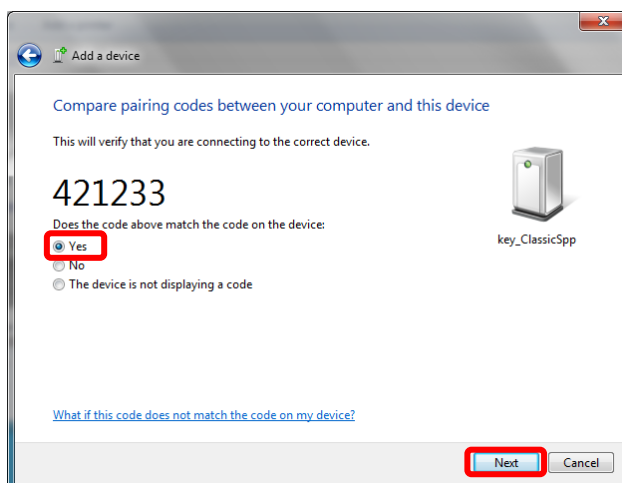 Add a device
Compare pairing codes between your computer and this device
This will verify that you are connecting to the correct device.
421233
Does the code above match the code on the device:
Yes
No
The device is not displaying a code
key_ClassicSpp
What if this code does not match the code on my device?
Next Cancel